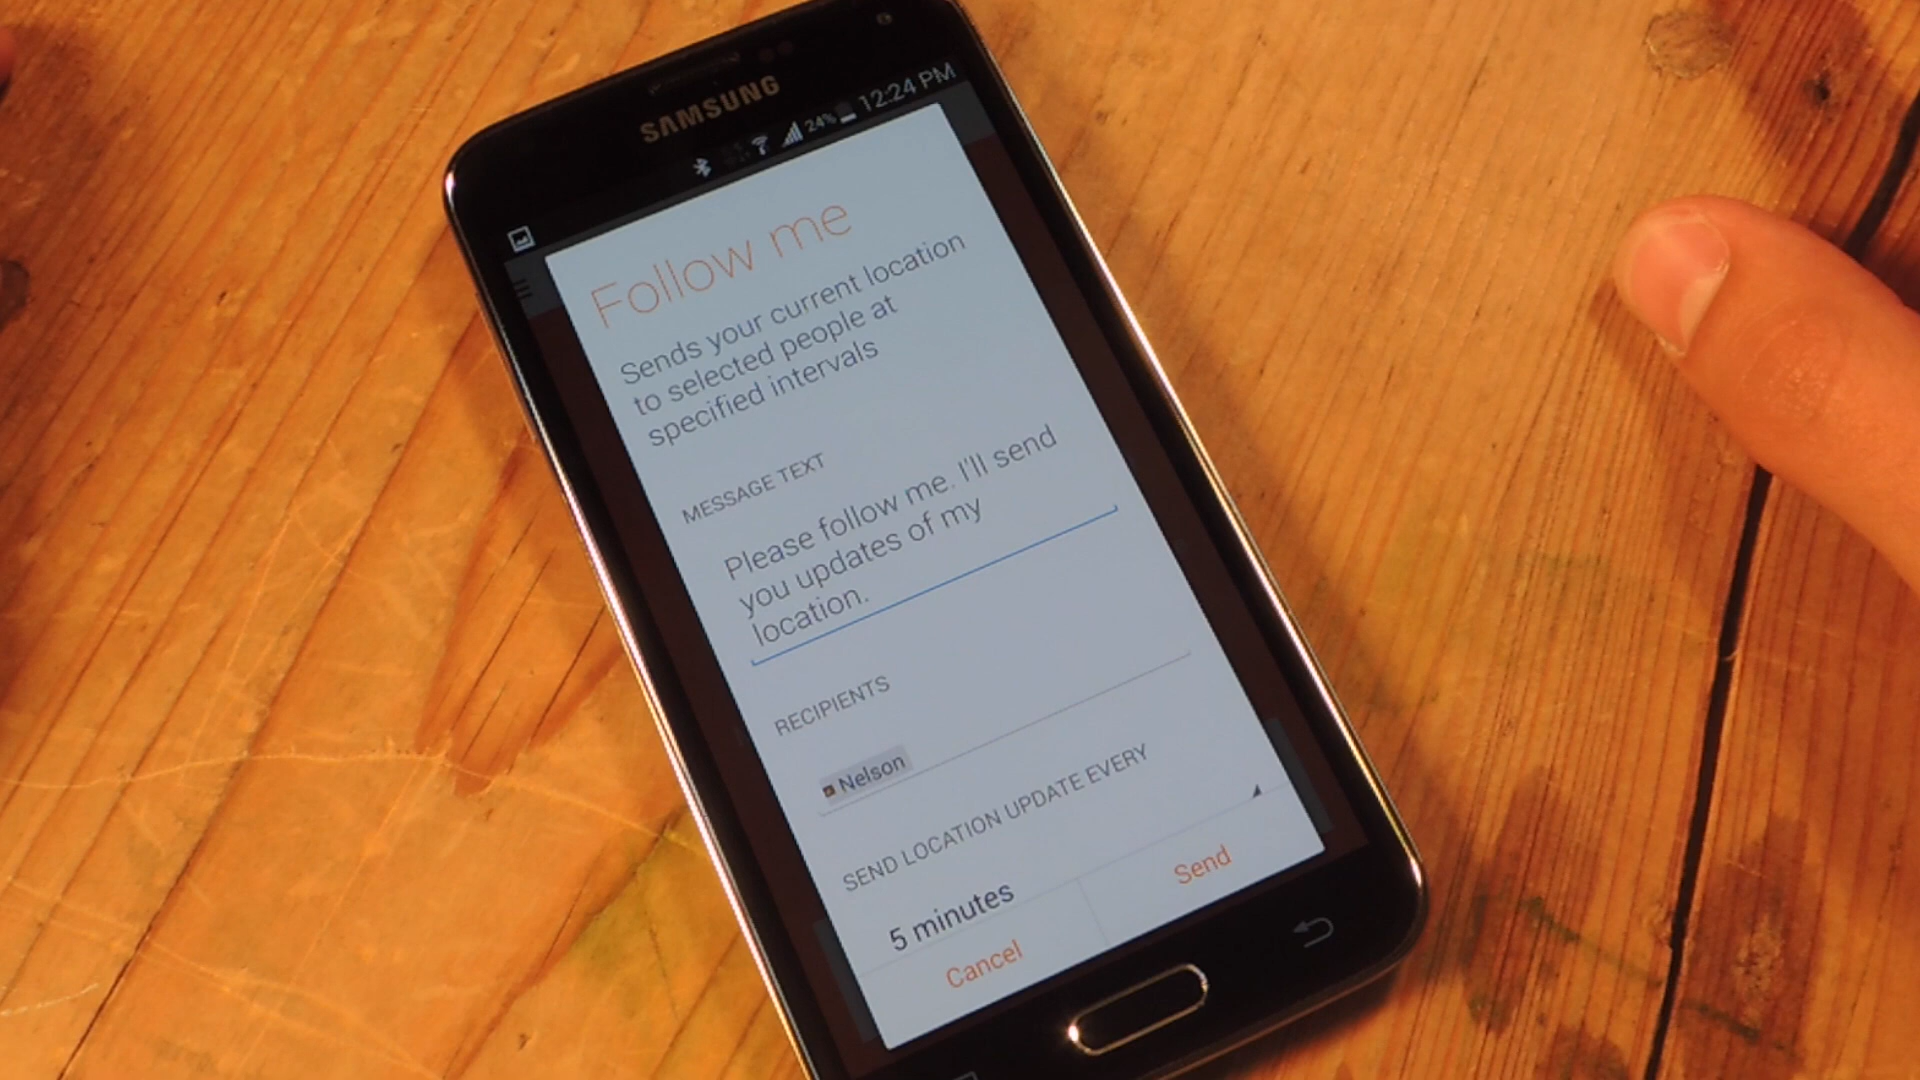 SAMSUNG
24% 12:24 PM
Follow me
Sends your current location
to selected people at
specified intervals
MESSAGE TEXT
Please follow me. I'll send
you updates of my
location.
RECIPIENTS
Nelson
SEND LOCATION UPDATE EVERY
5 minutes
Cancel
Send